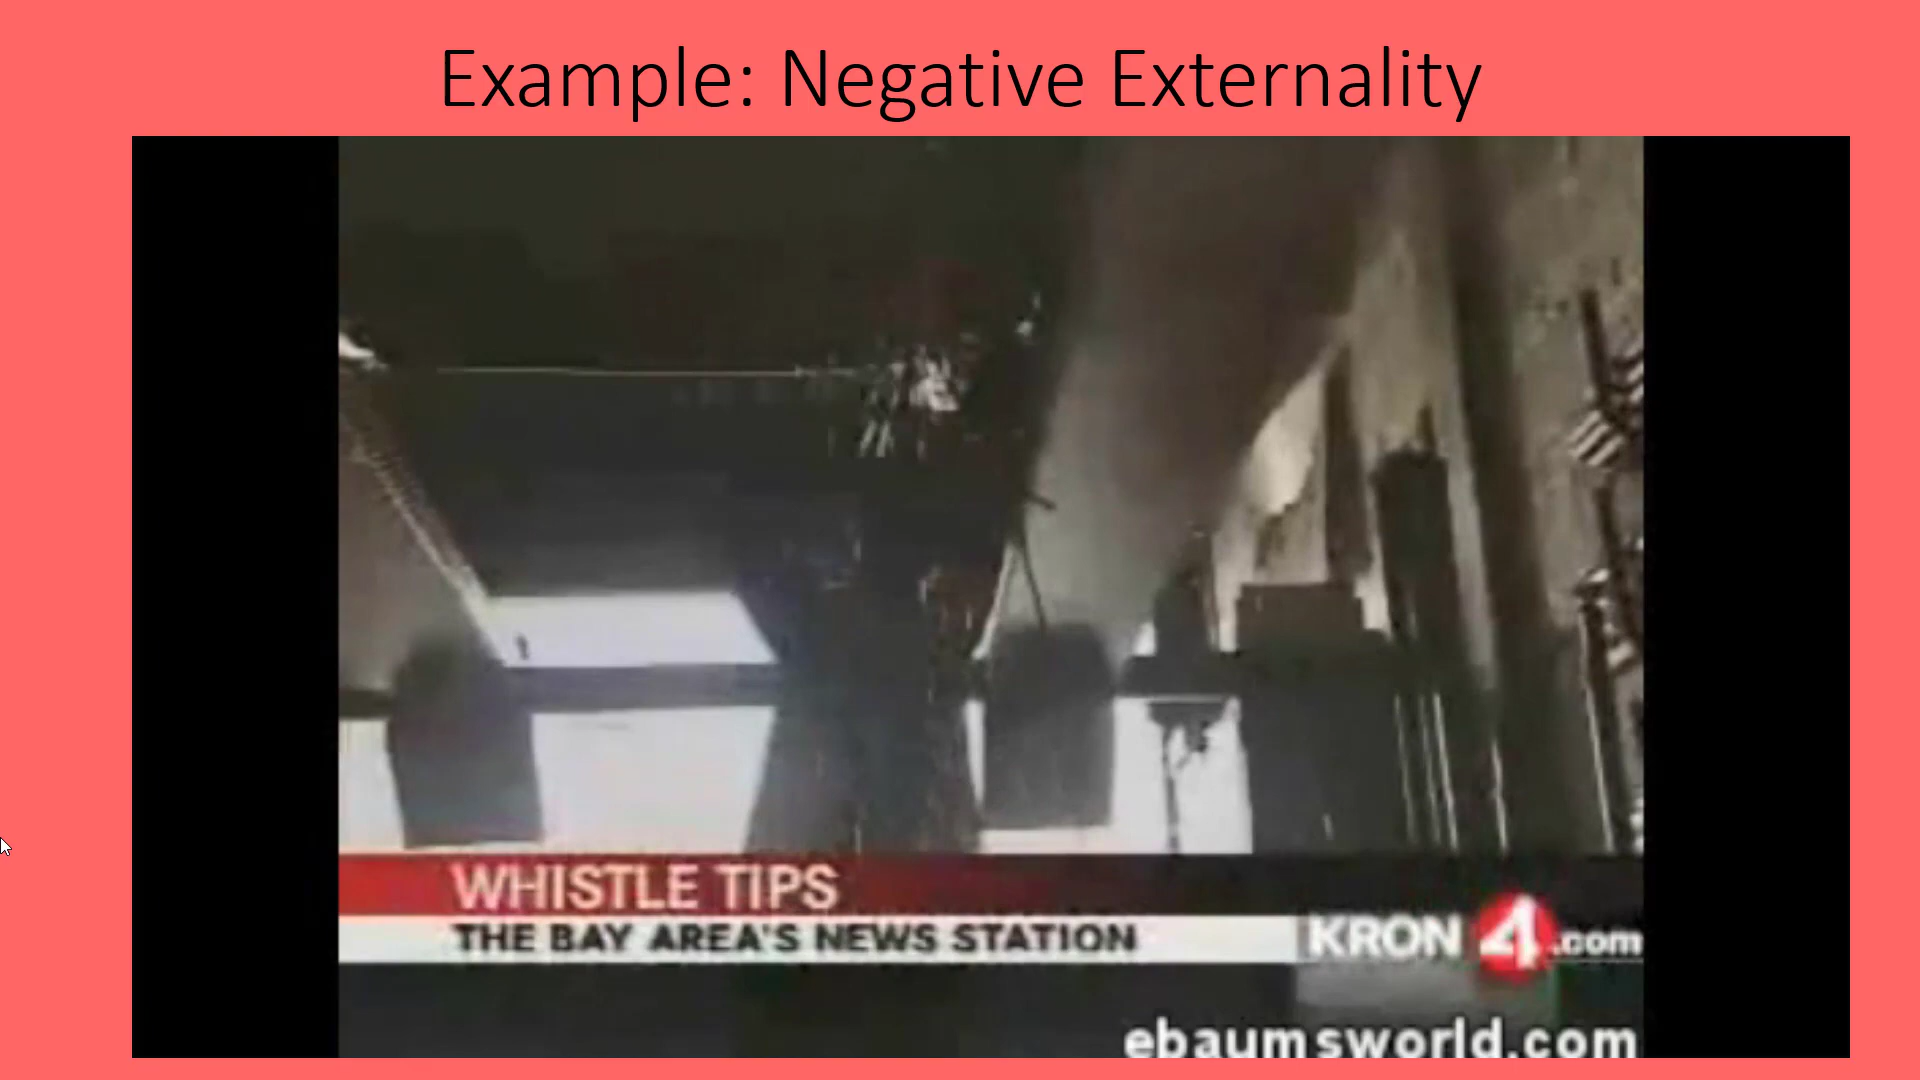 Example: Negative Externality
WHISTLE TIPS
THE BAY AREA'S NEWS STATION
KRON 4.com
ebaumsworld.com